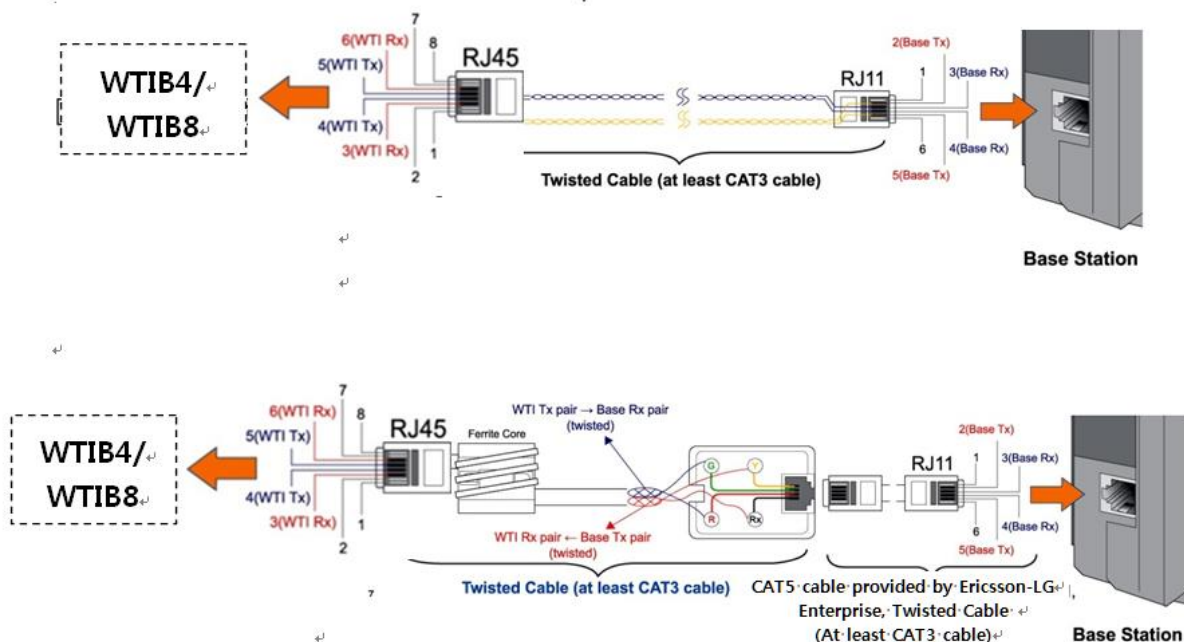 7
6(WTI Rx)
8
RJ45
5(WTI Tx)
WTIB4/
WTIB8
4(WTI Tx)
3(WTI Rx)
1
2
2(Base Tx)
1
3(Base Rx)
RJ11
6
4(Base Rx)
5(Base Tx)
Twisted Cable (at least CAT3 cable)
Base Station
7
6(WTI Rx)
8
RJ45
Ferrite Core
5(WTI Tx)
WTIB4/
WTIB8
4(WTI Tx)
3(WTI Rx)
1
2
WTI Tx pair → Base Rx pair
(twisted)
G
Y
R
Rx
WTI Rx pair ← Base Tx pair
(twisted)
2(Base Tx)
1
3(Base Rx)
RJ11
6
4(Base Rx)
5(Base Tx)
Twisted Cable (at least CAT3 cable)
CAT5 cable provided by Ericsson-LG
Enterprise, Twisted Cable
(At least CAT3 cable)
Base Station